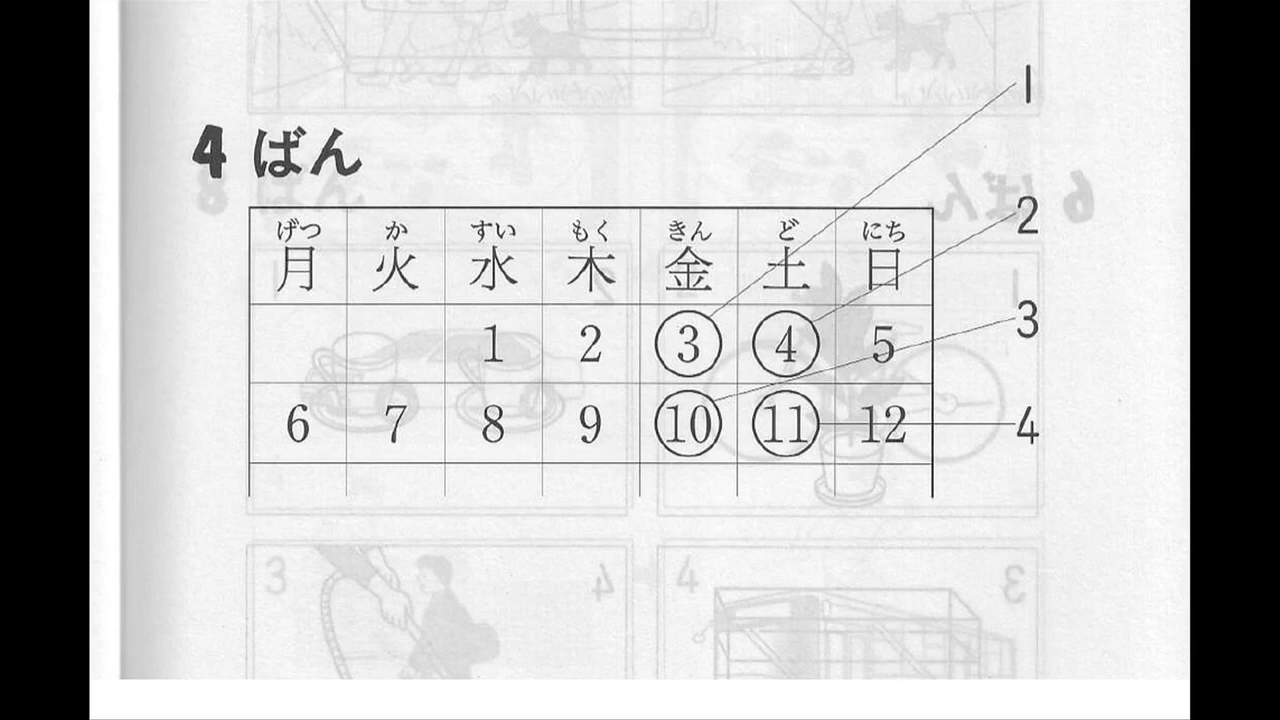 1
4 ばん
2
げつ か すい もく きん ど にち
月 火 水 木 金 土 日
3
1 2 3 4 5
4
6 7 8 9 10 11 12